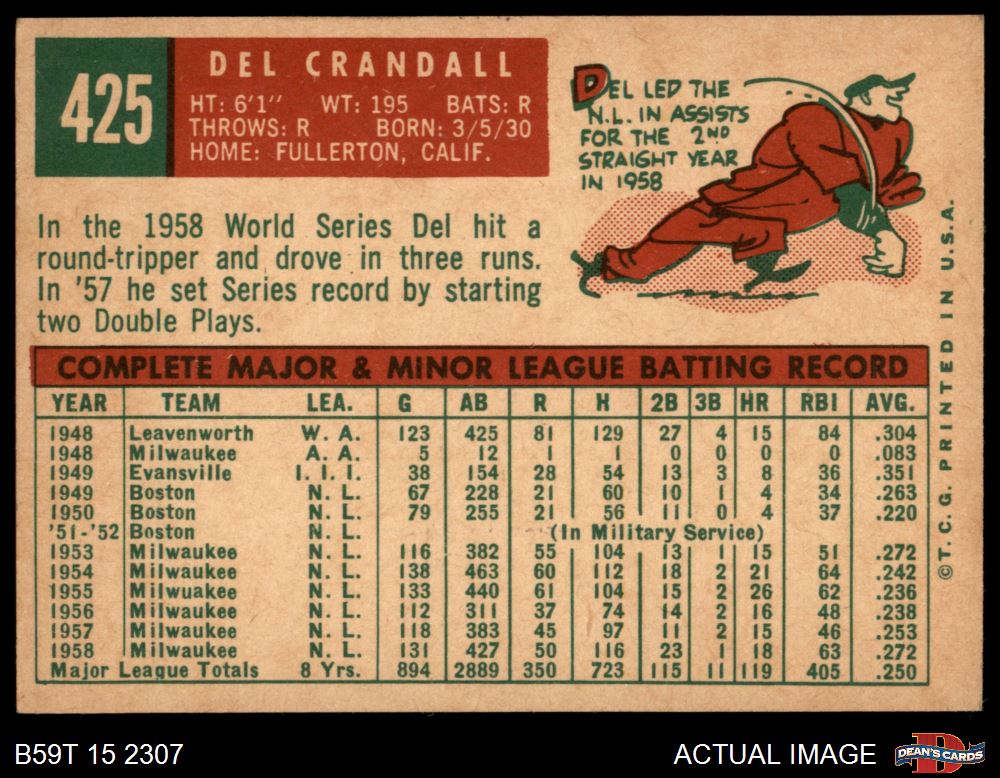 425
DEL CRANDALL
HT: 6'1" WT: 195 BATS: R
THROWS: R BORN: 3/5/30
HOME: FULLERTON, CALIF.
DEL LED THE
N.L. IN ASSISTS
FOR THE 2ND
STRAIGHT YEAR
IN 1958
In the 1958 World Series Del hit a
round-tripper and drove in three runs.
In '57 he set Series record by starting
two Double Plays.
COMPLETE MAJOR & MINOR LEAGUE BATTING RECORD
YEAR TEAM LEA. G AB R H 2B 3B HR RBI AVG.
1948 Leavenworth W. A. 123 425 81 129 27 4 15 84 .304
1948 Milwaukee A. A. 5 12 1 1 0 0 0 0 .083
1949 Evansville I. I. I. 38 154 28 54 13 3 8 36 .351
1949 Boston N. L. 67 228 21 60 10 1 4 34 .263
1950 Boston N. L. 79 255 21 56 11 0 4 37 .220
'51-'52 Boston N. L. (In Military Service)
1953 Milwaukee N. L. 116 382 55 104 13 1 15 51 .272
1954 Milwaukee N. L. 138 463 60 112 18 2 21 64 .242
1955 Milwuakee N. L. 133 440 61 104 15 2 26 62 .236
1956 Milwaukee N. L. 112 311 37 74 14 2 16 48 .238
1957 Milwaukee N. L. 118 383 45 97 11 2 15 46 .253
1958 Milwaukee N. L. 131 427 50 116 23 1 18 63 .272
Major League Totals 8 Yrs. 894 2889 350 723 115 11 119 405 .250
© T. C. G. PRINTED IN U.S.A.
B59T 15 2307
ACTUAL IMAGE
D
DEAN'S CARDS